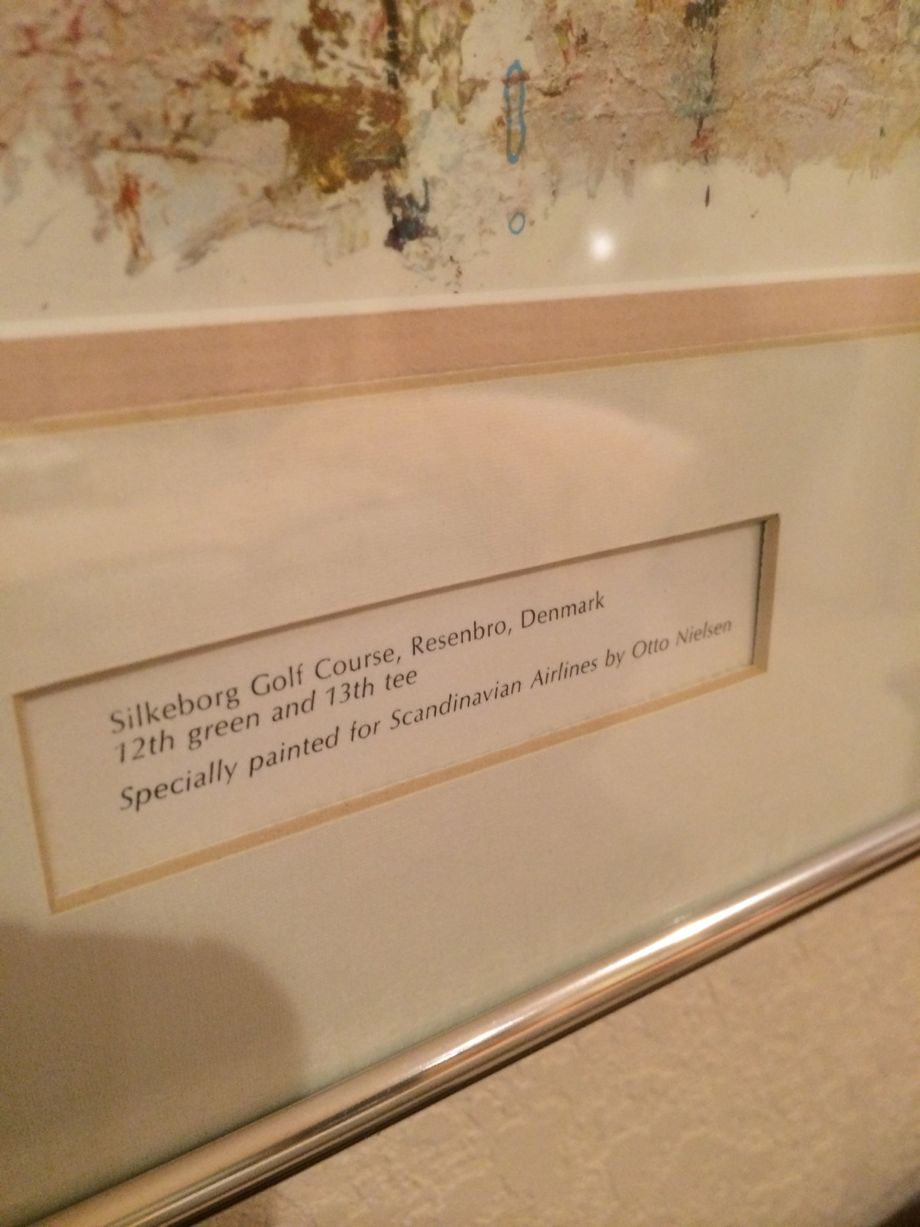 Silkeborg Golf Course, Resenbro, Denmark
12th green and 13th tee
Specially painted for Scandinavian Airlines by Otto Nielsen